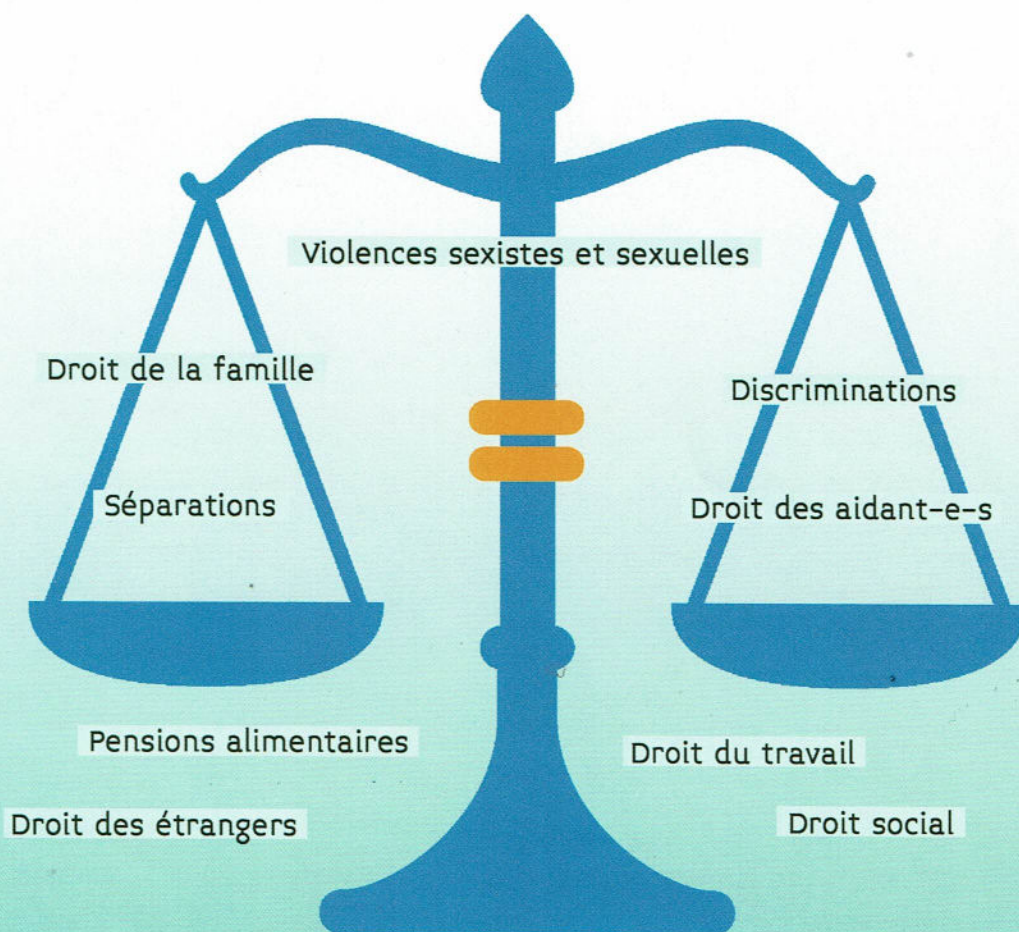 Violences sexistes et sexuelles
Droit de la famille
Discriminations
Séparations
Droit des aidant-e-s
Pensions alimentaires
Droit du travail
Droit des étrangers
Droit social